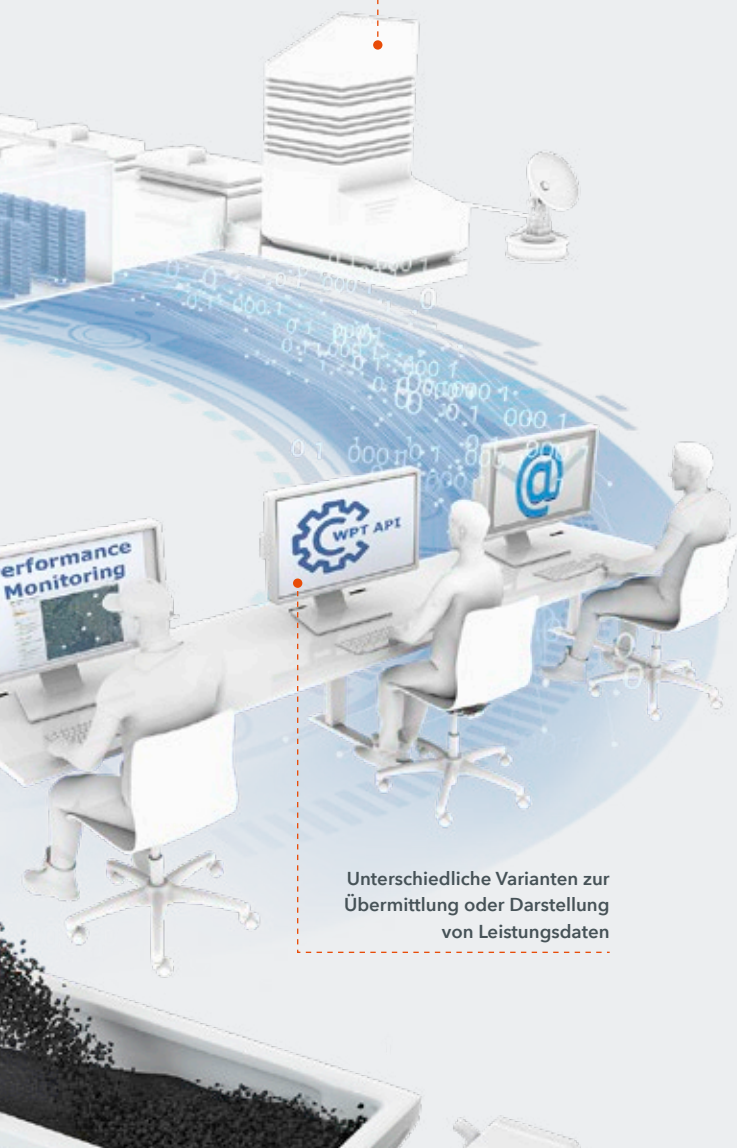 erformance
Monitoring
WPT API
@
Unterschiedliche Varianten zur
Übermittlung oder Darstellung
von Leistungsdaten